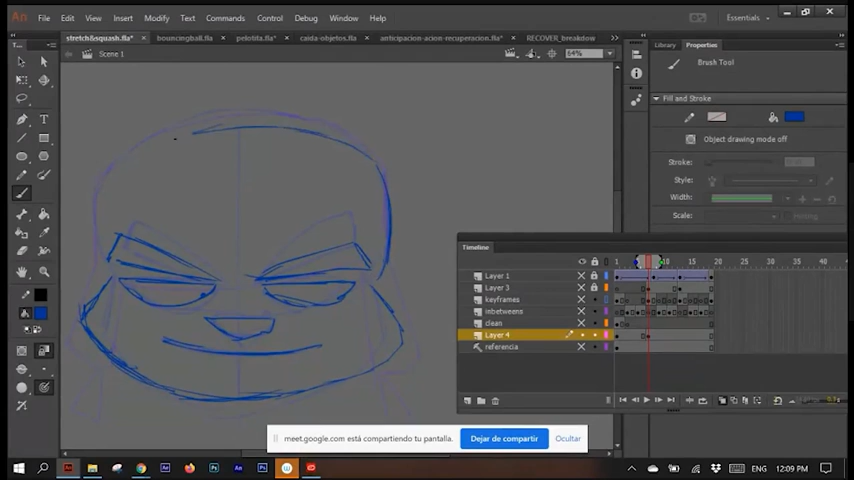 An File Edit View Insert Modify Text Commands Control Debug Window Help Essentials
stretch&squash.fla* × bouncingball.fla × pelotita.fla* × caida-objetos.fla × anticipacion-acion-recuperacion.fla* × RECOVER_breakdow
Scene 1 64%
Library Properties
Brush Tool
Fill and Stroke
Object drawing mode off
Stroke:
Style:
Width:
Scale:
Timeline
1 10 15 20 25 30 35 40 45
Layer 1
Layer 3
keyframes
inbetweens
clean
Layer 4
referencia
meet.google.com está compartiendo tu pantalla. Dejar de compartir Ocultar
ENG 12:09 PM